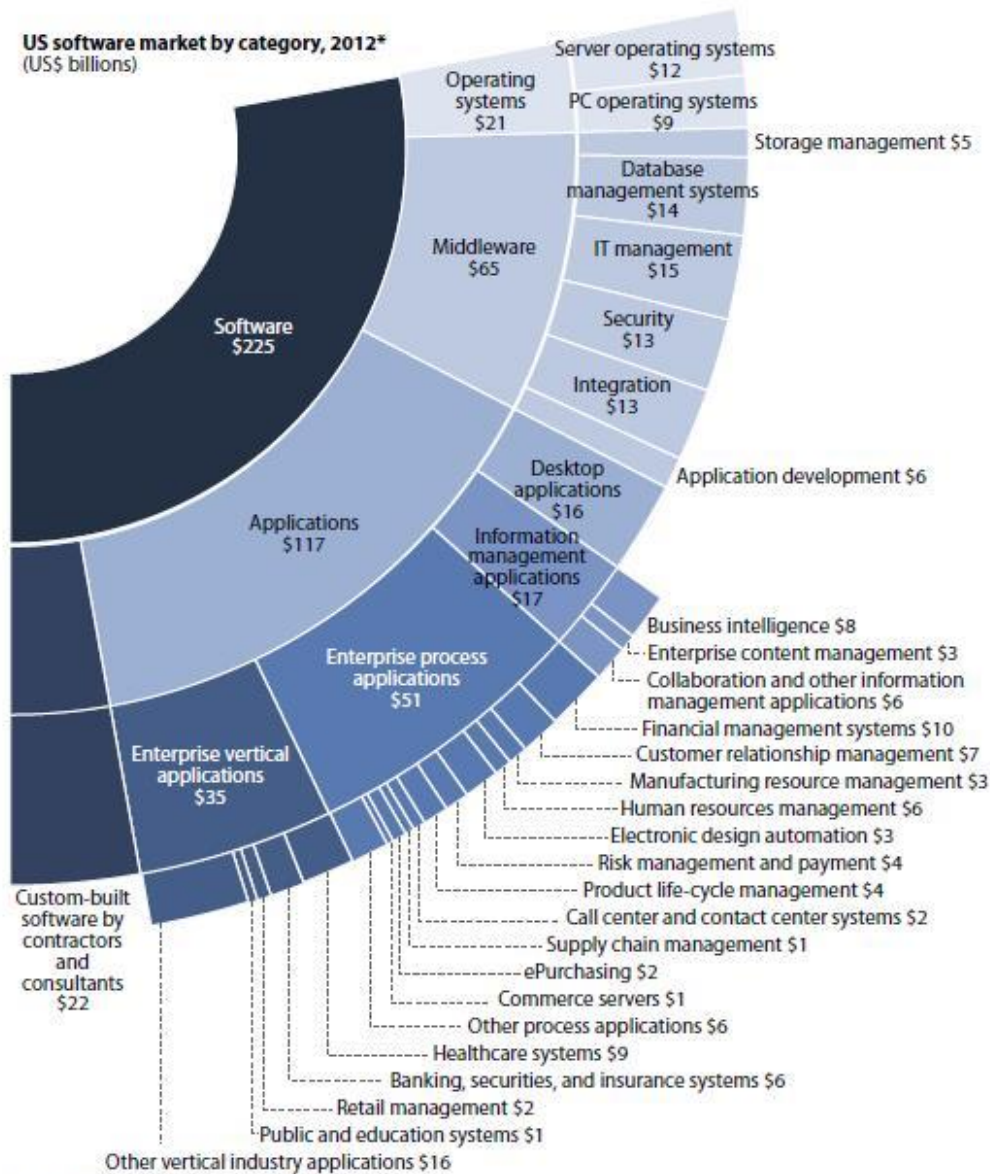 US software market by category, 2012*
(US$ billions)
Server operating systems
$12
Operating
systems
$21
PC operating systems
$9
Storage management $5
Database
management systems
$14
Middleware
$65
IT management
$15
Software
$225
Security
$13
Integration
$13
Desktop
applications
$16
Application development $6
Applications
$117
Information
management
applications
$17
Business intelligence $8
Enterprise content management $3
Collaboration and other information
management applications $6
Enterprise process
applications
$51
Financial management systems $10
Customer relationship management $7
Manufacturing resource management $3
Enterprise vertical
applications
$35
Human resources management $6
Electronic design automation $3
Risk management and payment $4
Product life-cycle management $4
Call center and contact center systems $2
Supply chain management $1
ePurchasing $2
Commerce servers $1
Other process applications $6
Custom-built
software by
contractors
and
consultants
$22
Healthcare systems $9
Banking, securities, and insurance systems $6
Retail management $2
Public and education systems $1
Other vertical industry applications $16